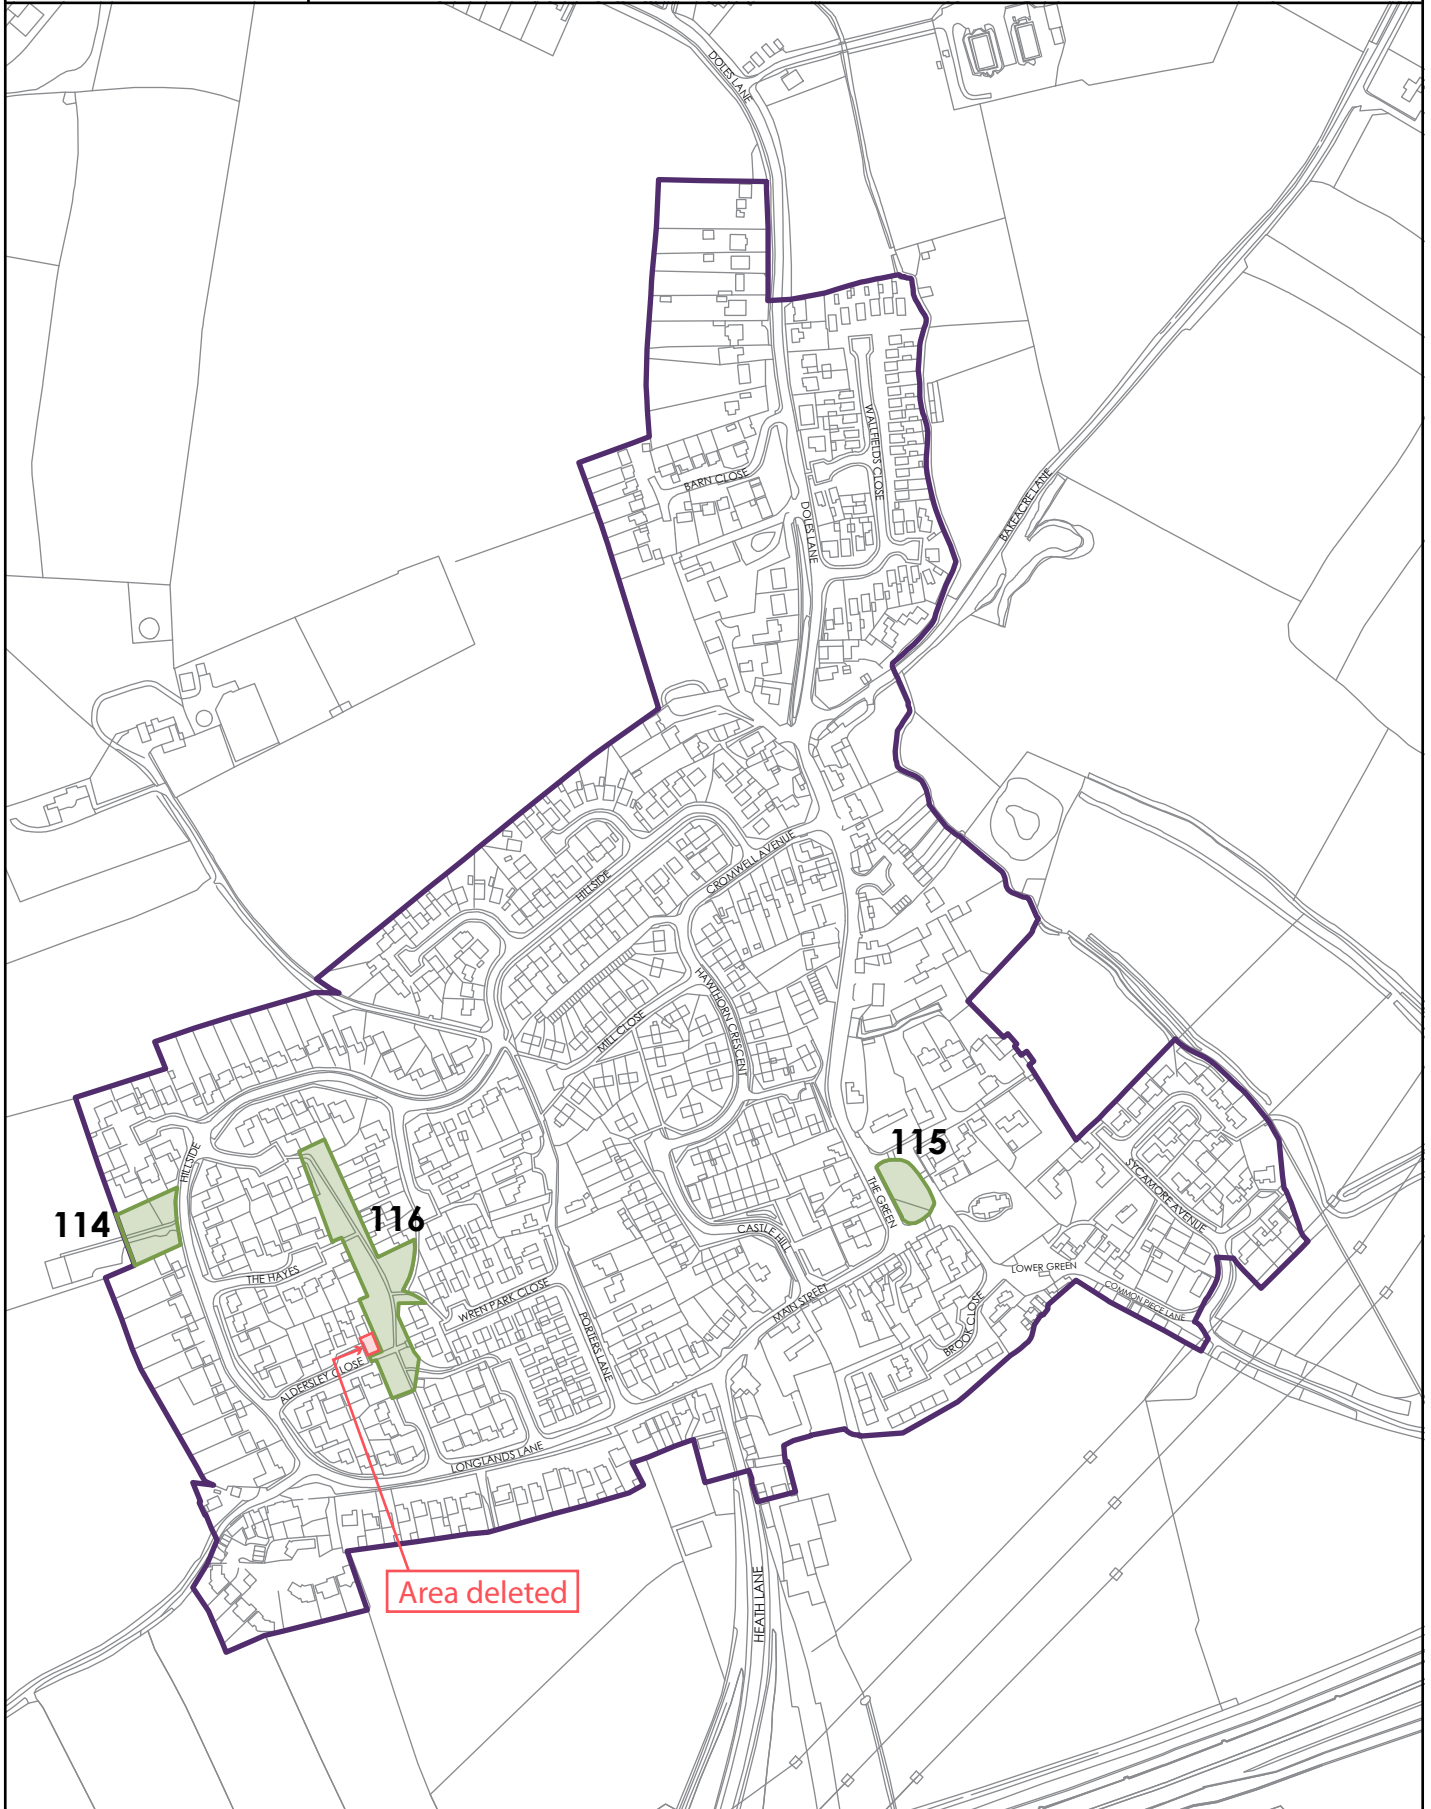 DOLES LANE
WALLFIELDS CLOSE
BARN CLOSE
BAKEACRE LANE
DOLES LANE
CROMWELL AVENUE
HILLSIDE
HAWTHORN CRESCENT
MILL CLOSE
115
HILLSIDE
SYCAMORE AVENUE
THE GREEN
114
116
CASTLE HILL
LOWER GREEN
THE HAYES
WREN PARK CLOSE
MAIN STREET
COMMON PIECE LANE
BROOK CLOSE
PORTERS LANE
ALDERSLEY CLOSE
LONGLANDS LANE
Area deleted
HEATH LANE